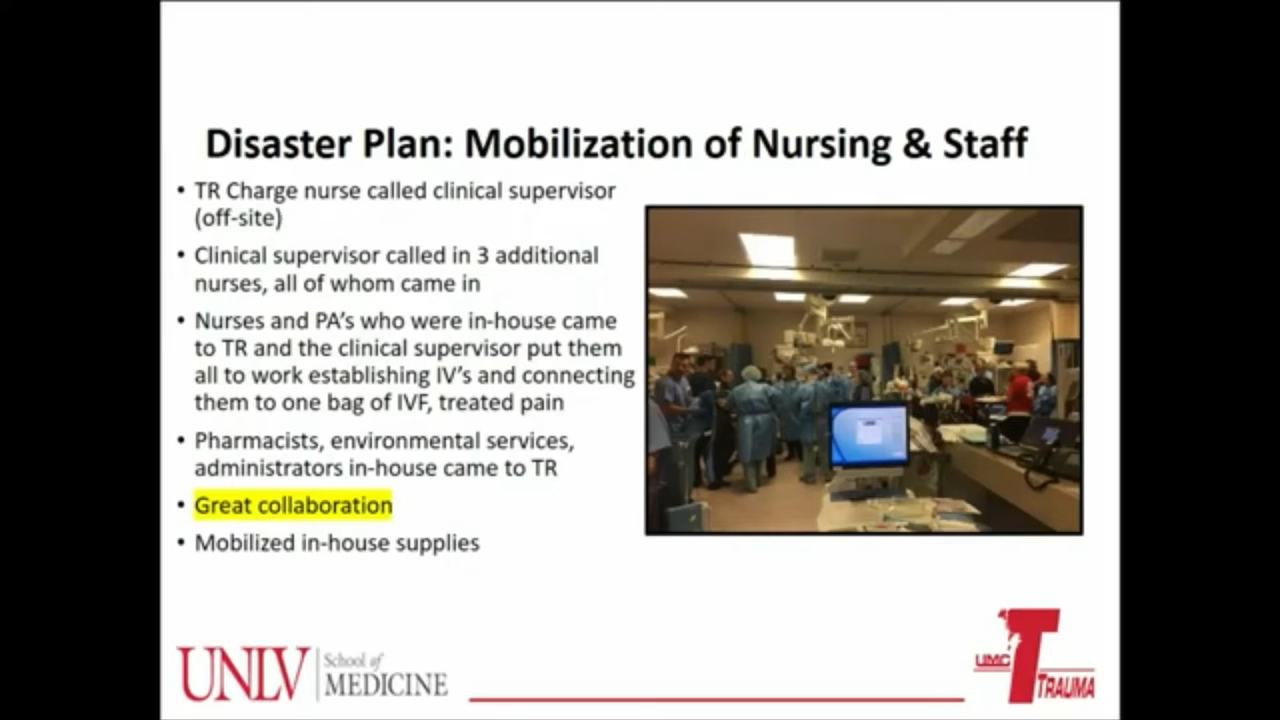 Disaster Plan: Mobilization of Nursing & Staff
• TR Charge nurse called clinical supervisor
(off-site)
• Clinical supervisor called in 3 additional
nurses, all of whom came in
• Nurses and PA's who were in-house came
to TR and the clinical supervisor put them
all to work establishing IV's and connecting
them to one bag of IVF, treated pain
• Pharmacists, environmental services,
administrators in-house came to TR
• Great collaboration
• Mobilized in-house supplies
UNLV
School of
MEDICINE
UMC
TRAUMA